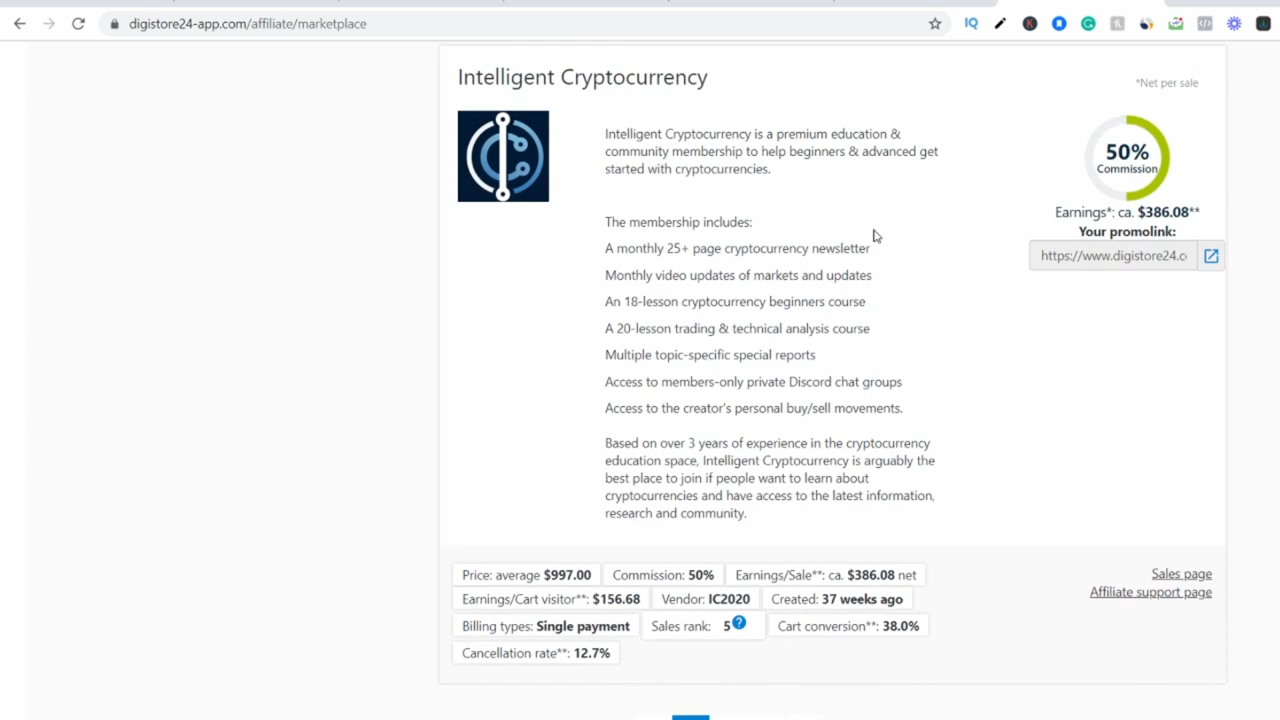 digistore24-app.com/affiliate/marketplace
IQ
Intelligent Cryptocurrency
*Net per sale
Intelligent Cryptocurrency is a premium education &
community membership to help beginners & advanced get
started with cryptocurrencies.
50%
Commission
Earnings*: ca. $386.08**
Your promolink:
https://www.digistore24.c
The membership includes:
A monthly 25+ page cryptocurrency newsletter
Monthly video updates of markets and updates
An 18-lesson cryptocurrency beginners course
A 20-lesson trading & technical analysis course
Multiple topic-specific special reports
Access to members-only private Discord chat groups
Access to the creator's personal buy/sell movements.
Based on over 3 years of experience in the cryptocurrency
education space, Intelligent Cryptocurrency is arguably the
best place to join if people want to learn about
cryptocurrencies and have access to the latest information,
research and community.
Price: average $997.00 Commission: 50% Earnings/Sale**: ca. $386.08 net
Earnings/Cart visitor**: $156.68 Vendor: IC2020 Created: 37 weeks ago
Billing types: Single payment Sales rank: 5 ? Cart conversion**: 38.0%
Cancellation rate**: 12.7%
Sales page
Affiliate support page